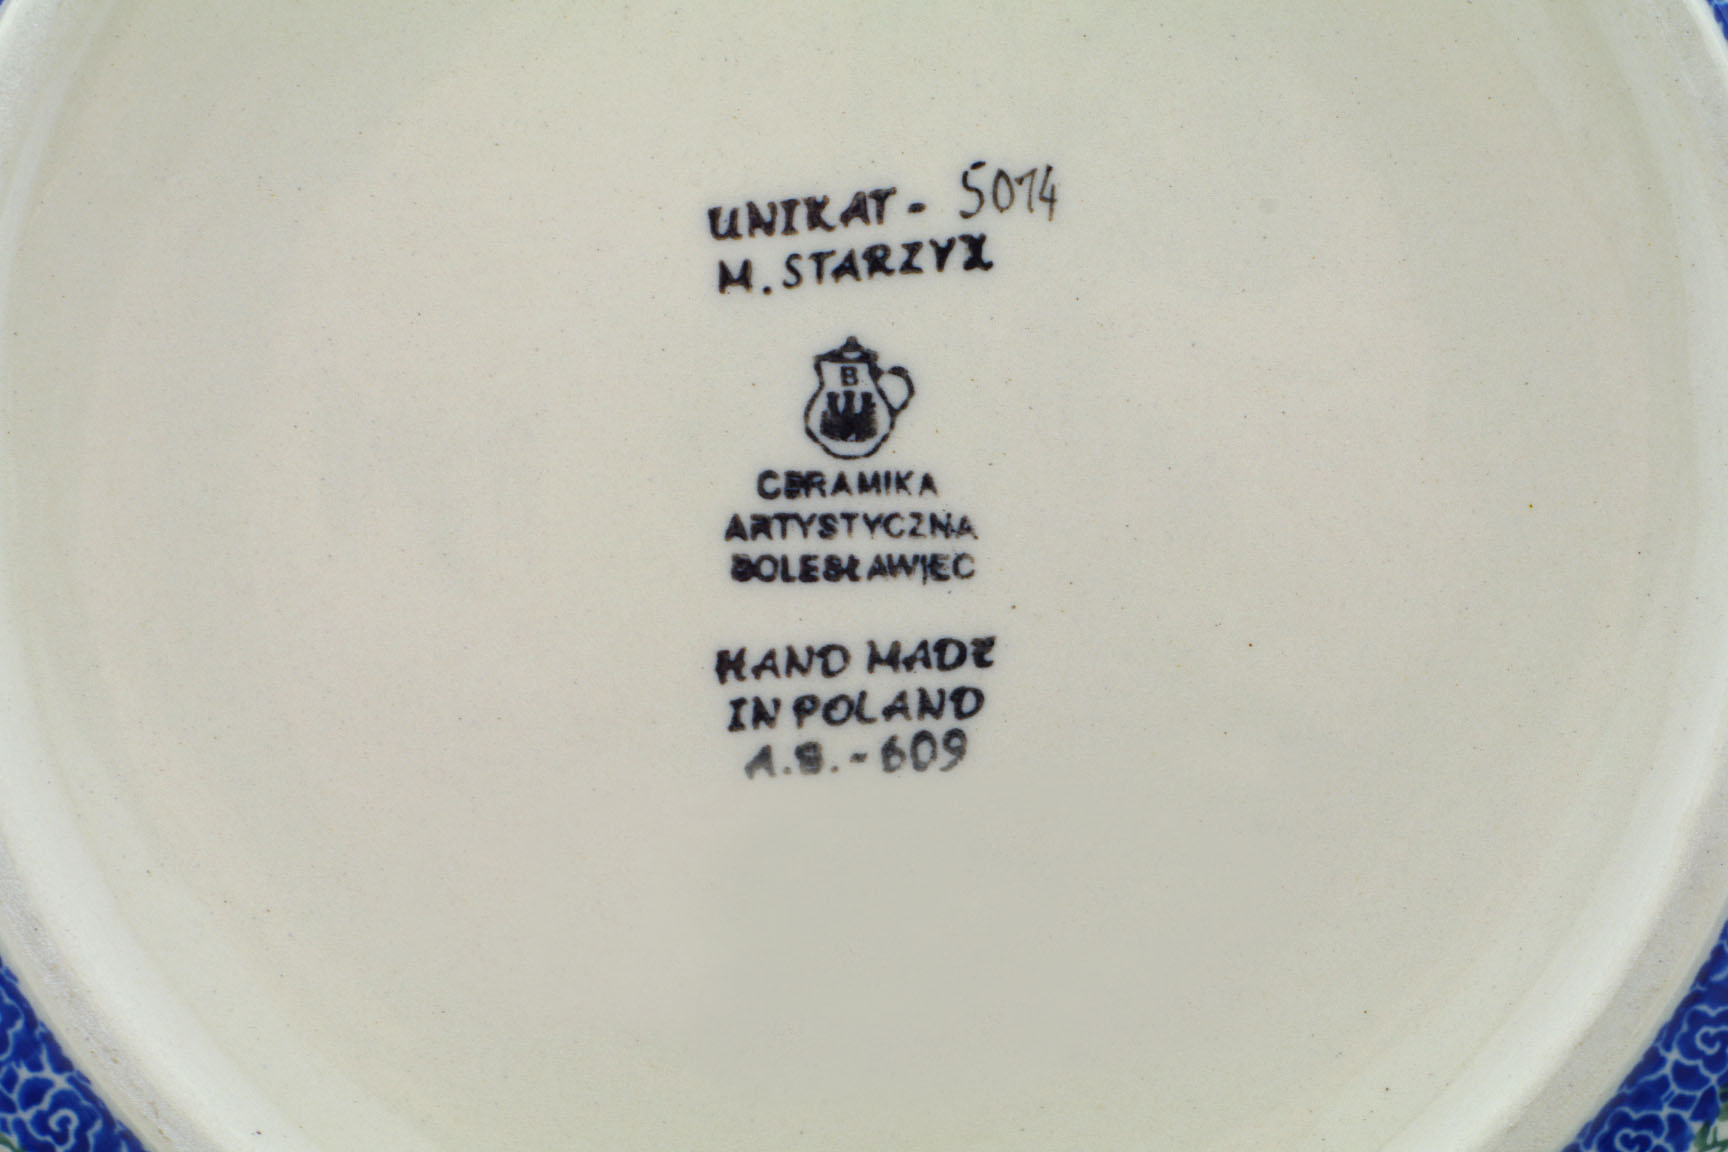 UNIKAT - 5014
M. STARZYK
B
CERAMIKA
ARTYSTYCZNA
BOLESŁAWIEC
HAND MADE
IN POLAND
A.S.-609